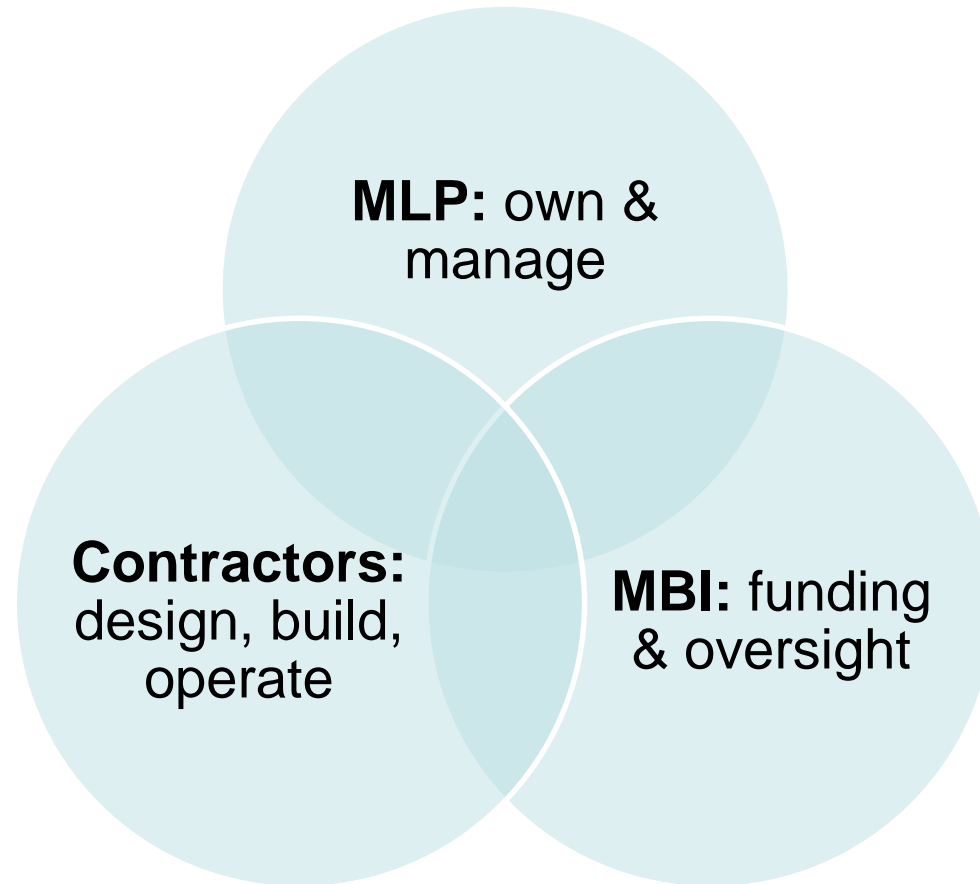 MLP: own &
manage
Contractors:
design, build,
operate
MBI: funding
& oversight